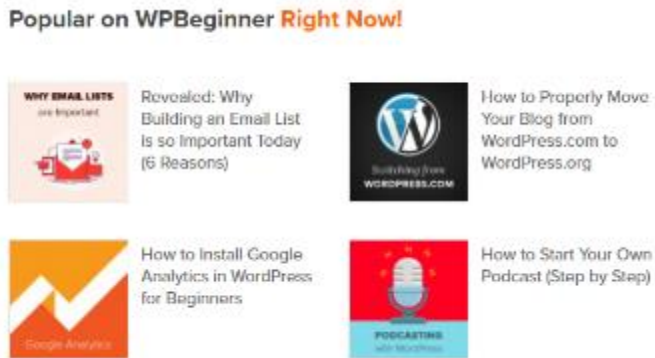 Popular on WPBeginner Right Now!
WHY EMAIL LISTS
are Important
Revealed: Why
Building an Email List
is so Important Today
(6 Reasons)
Switching from
WORDPRESS.COM
How to Properly Move
Your Blog from
WordPress.com to
WordPress.org
Google Analytics
How to Install Google
Analytics in WordPress
for Beginners
PODCASTING
with WordPress
How to Start Your Own
Podcast (Step by Step)